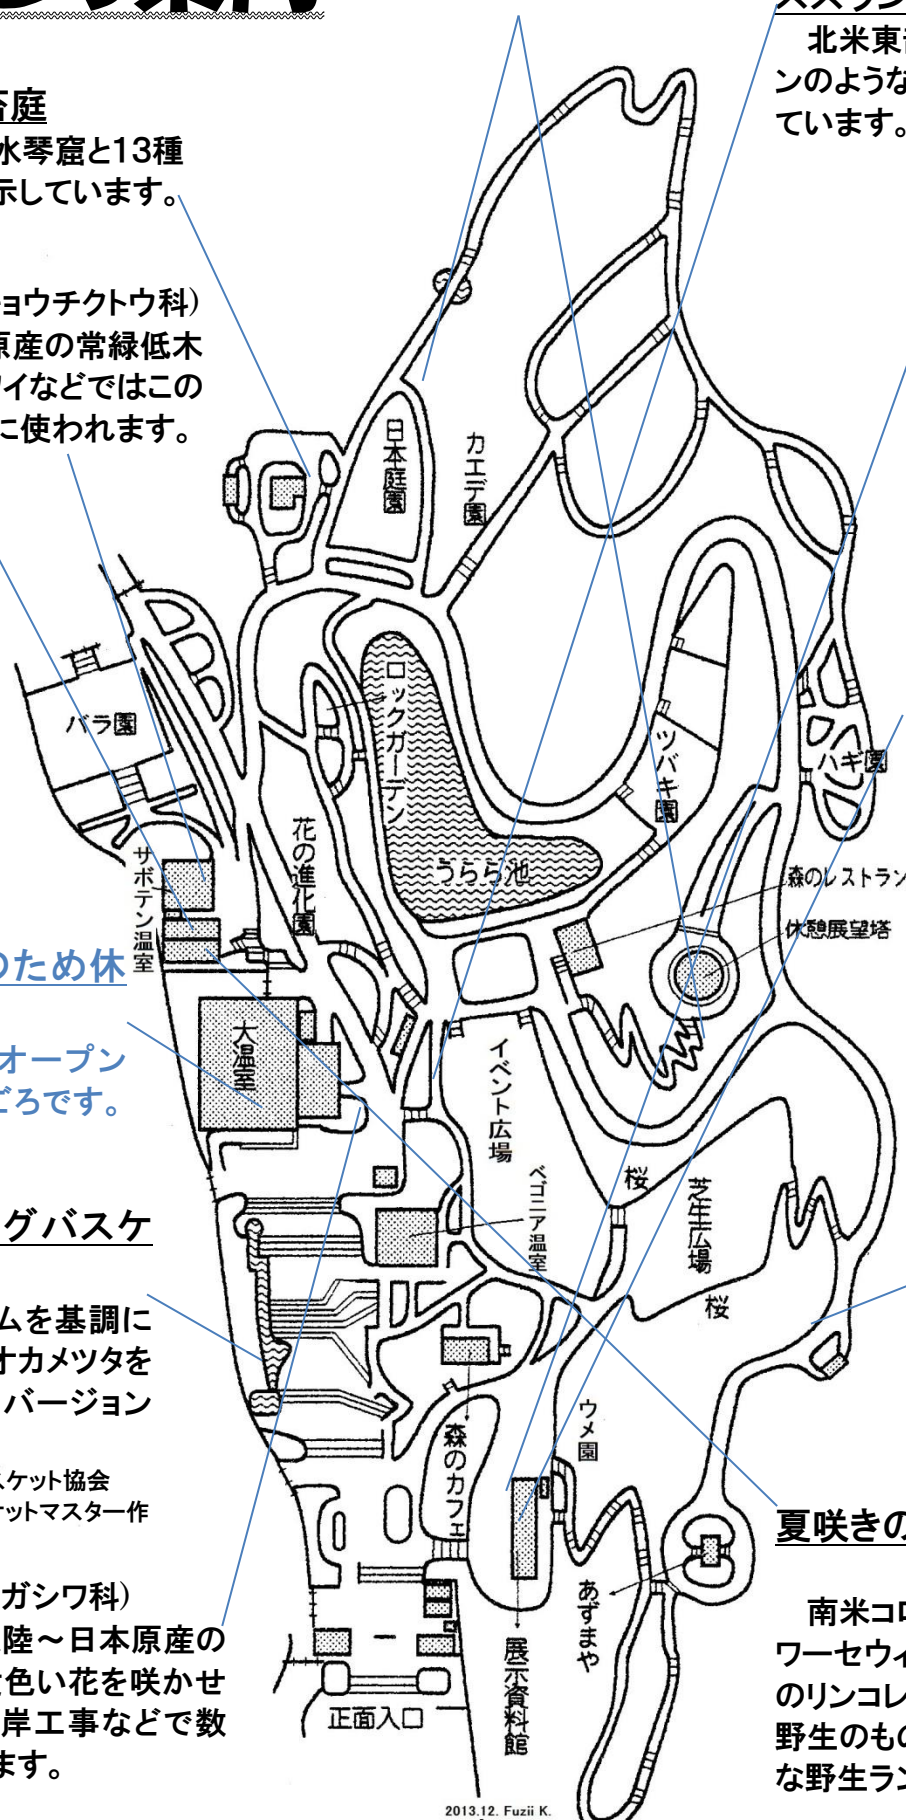 り案内
苔庭
水琴窟と13種
示しています。
北米東
ンのような
ています。
ョウチクトウ科)
原産の常緑低木
ワイなどではこの
に使われます。
日本庭園
カエデ園
ロックガーデン
バラ園
ツバキ園
ハギ園
花の進化園
うらら池
サボテン温室
森のレストラン
休憩展望塔
のため休
オープン
ごろです。
大温室
イベント広場
ベゴニア温室
桜
芝生広場
桜
グバスケ
ムを基調に
オカメツタを
バージョン
スケット協会
ケットマスター作
ウメ園
森のカフェ
夏咲きの
ガシワ科)
陸～日本原産の
色い花を咲かせ
岸工事などで数
ます。
あずまや
展示資料館
正面入口
南米コロ
ワーセウィ
のリンコレ
野生のもの
な野生ラン
2013.12. Fuzii K.